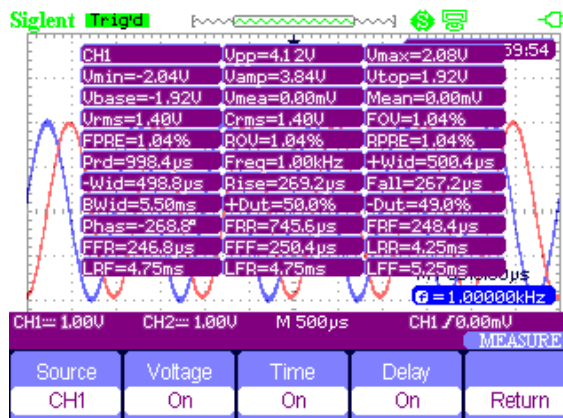 Siglent Trig'd
59:54
CH1 Vpp=4.12V Vmax=2.08V
Vmin=-2.04V Vamp=3.84V Vtop=1.92V
Vbase=-1.92V Vmea=0.00mV Mean=0.00mV
Vrms=1.40V Crms=1.40V FOV=1.04%
FPRE=1.04% ROV=1.04% RPRE=1.04%
Prd=998.4µs Freq=1.00kHz +Wid=500.4µs
-Wid=498.8µs Rise=269.2µs Fall=267.2µs
BWid=5.50ms +Dut=50.0% -Dut=49.0%
Phas=-268.8° FRR=745.6µs FRF=248.4µs
FFR=246.8µs FFF=250.4µs LRR=4.25ms
LRF=4.75ms LFR=4.75ms LFF=5.25ms
f=1.00000kHz
CH1 1.00V CH2 1.00V M 500µs CH1 / 0.00mV
MEASURE
Source Voltage Time Delay
CH1 On On On Return